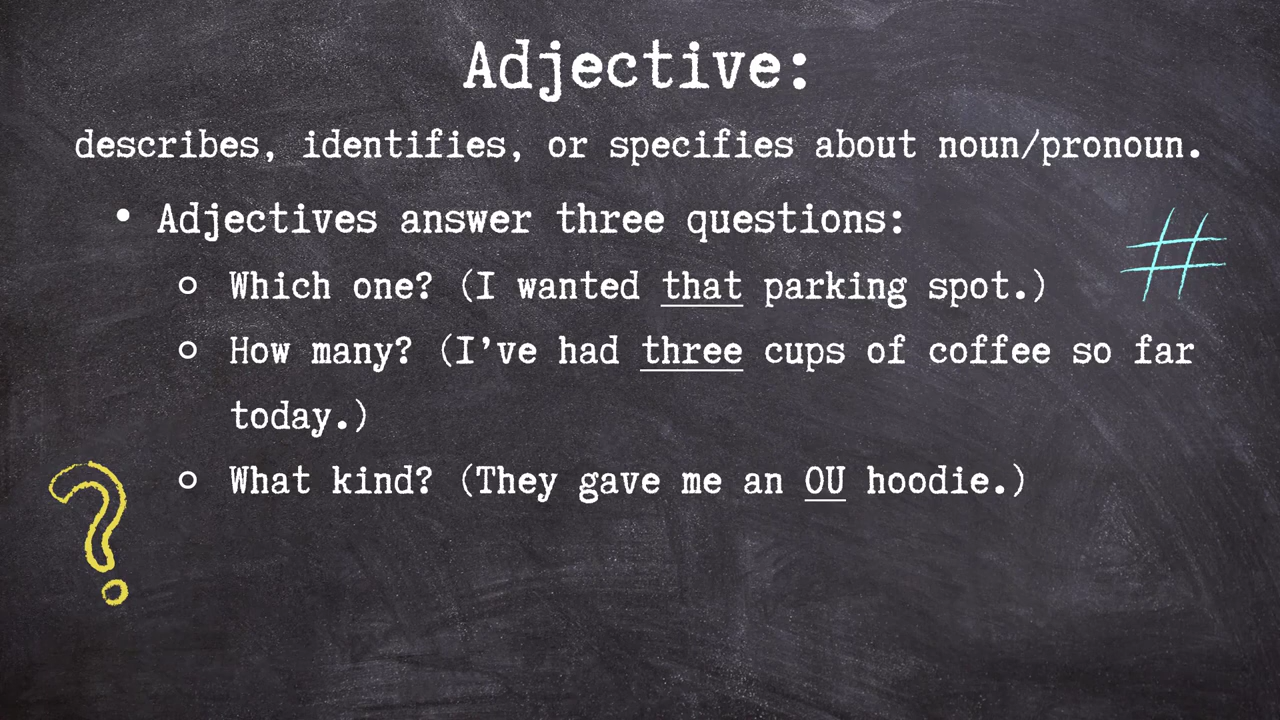 Adjective:
describes, identifies, or specifies about noun/pronoun.
• Adjectives answer three questions:
○ Which one? (I wanted that parking spot.)
○ How many? (I've had three cups of coffee so far
today.)
○ What kind? (They gave me an OU hoodie.)
#
?